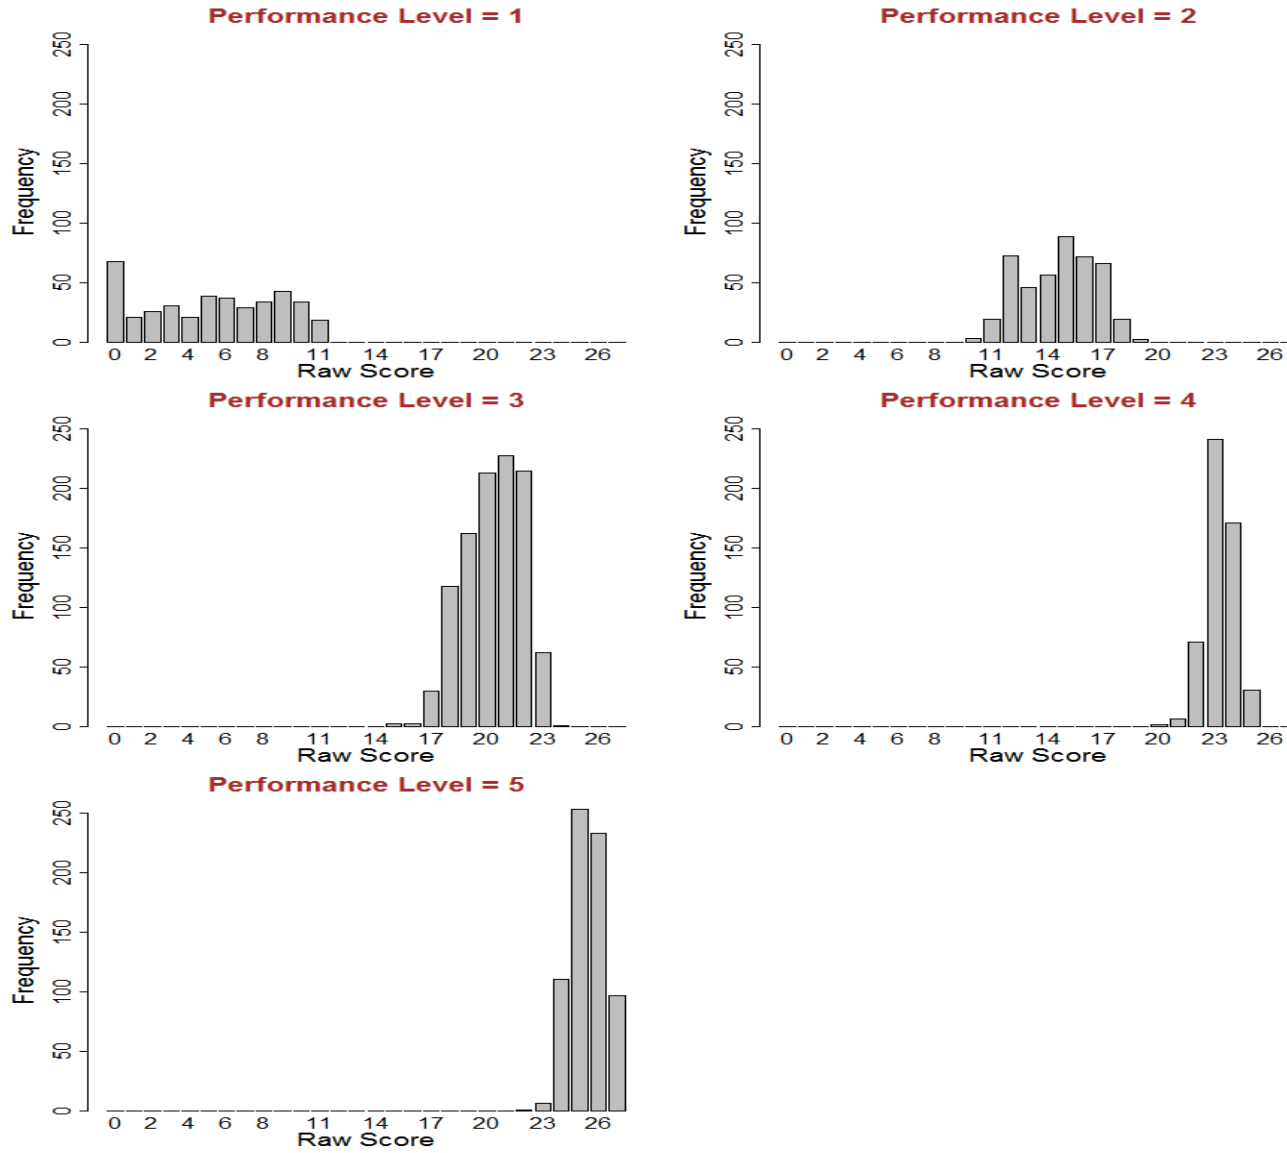 Performance Level = 1
250
200
150
100
50
0
Frequency
0 2 4 6 8 11 14 17 20 23 26
Raw Score
Performance Level = 2
250
200
150
100
50
0
Frequency
0 2 4 6 8 11 14 17 20 23 26
Raw Score
Performance Level = 3
250
200
150
100
50
0
Frequency
0 2 4 6 8 11 14 17 20 23 26
Raw Score
Performance Level = 4
250
200
150
100
50
0
Frequency
0 2 4 6 8 11 14 17 20 23 26
Raw Score
Performance Level = 5
250
200
150
100
50
0
Frequency
0 2 4 6 8 11 14 17 20 23 26
Raw Score